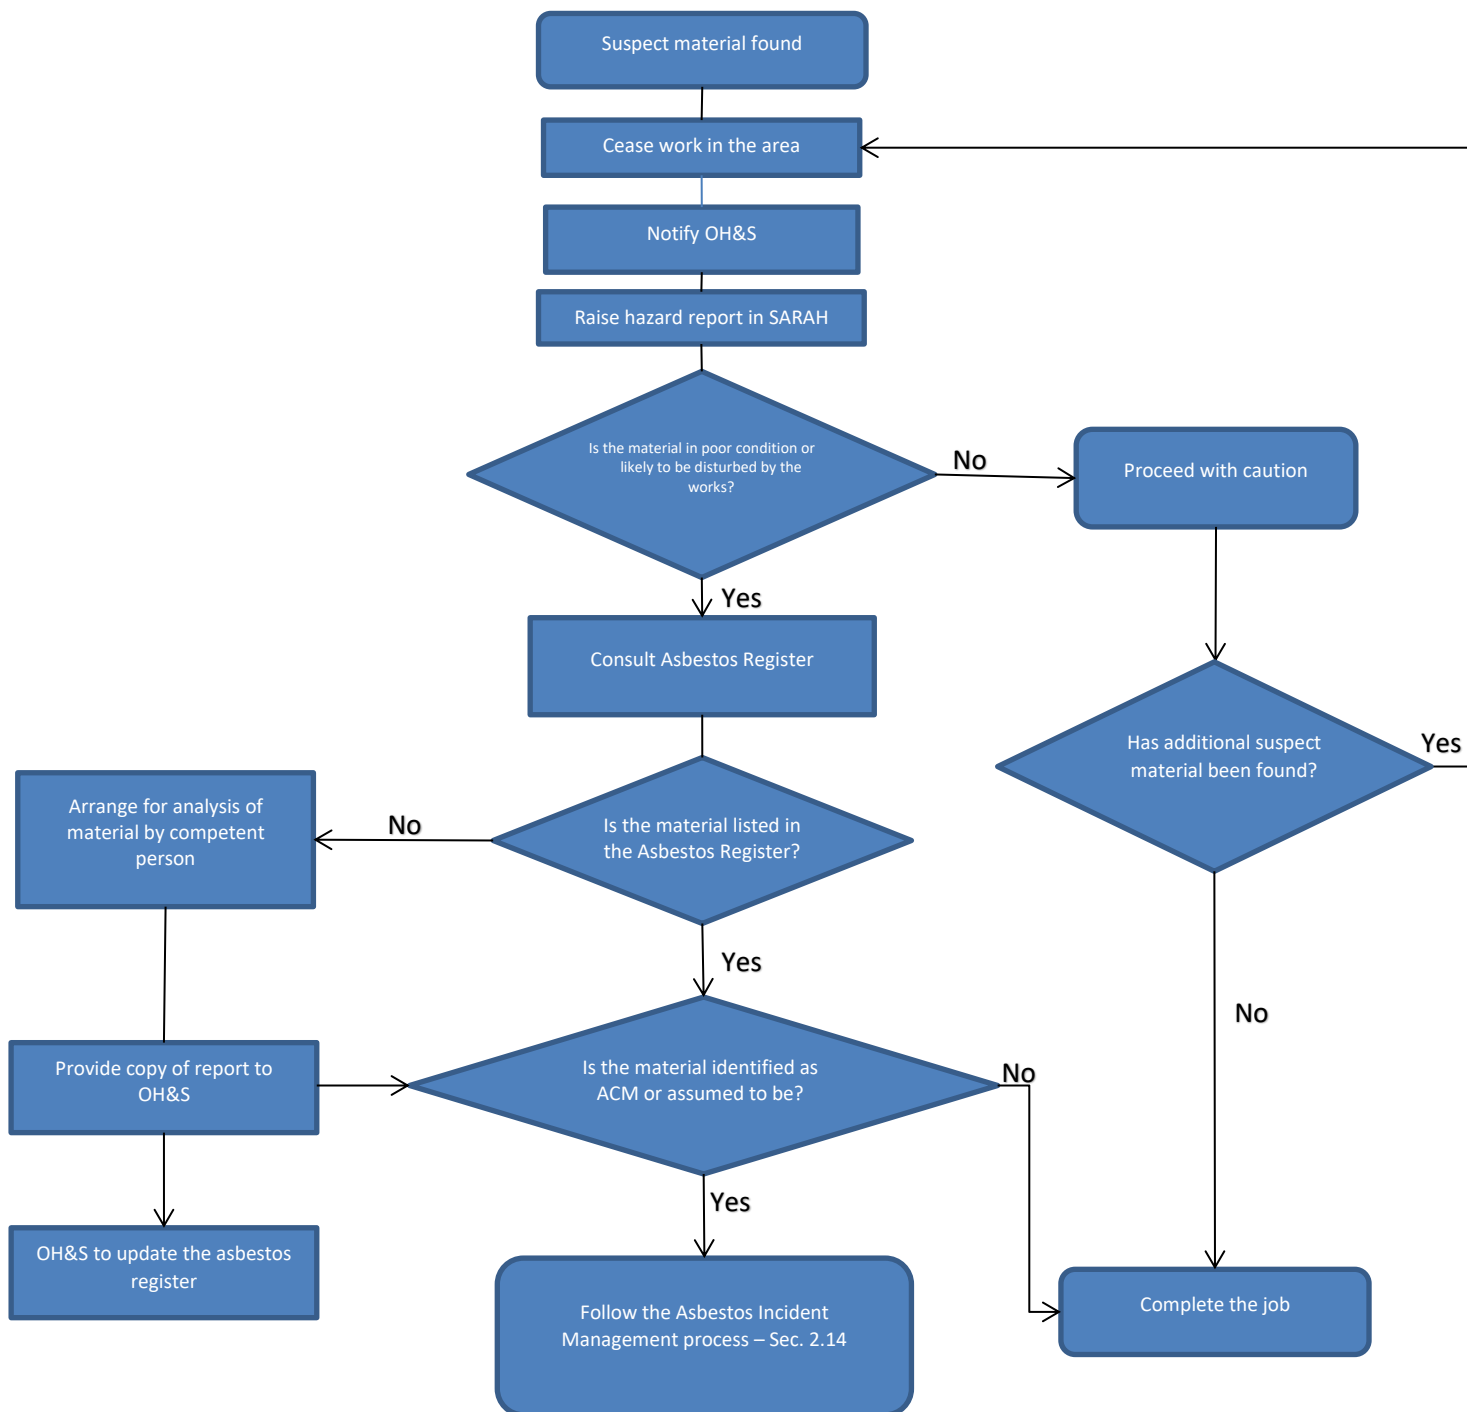 Suspect material found
Cease work in the area
Notify OH&S
Raise hazard report in SARAH
Is the material in poor condition or
likely to be disturbed by the
works?
No
Proceed with caution
Yes
Consult Asbestos Register
Has additional suspect
material been found?
Yes
Arrange for analysis of
material by competent
person
No
Is the material listed in
the Asbestos Register?
Yes
No
Provide copy of report to
OH&S
Is the material identified as
ACM or assumed to be?
No
Yes
OH&S to update the asbestos
register
Follow the Asbestos Incident
Management process – Sec. 2.14
Complete the job